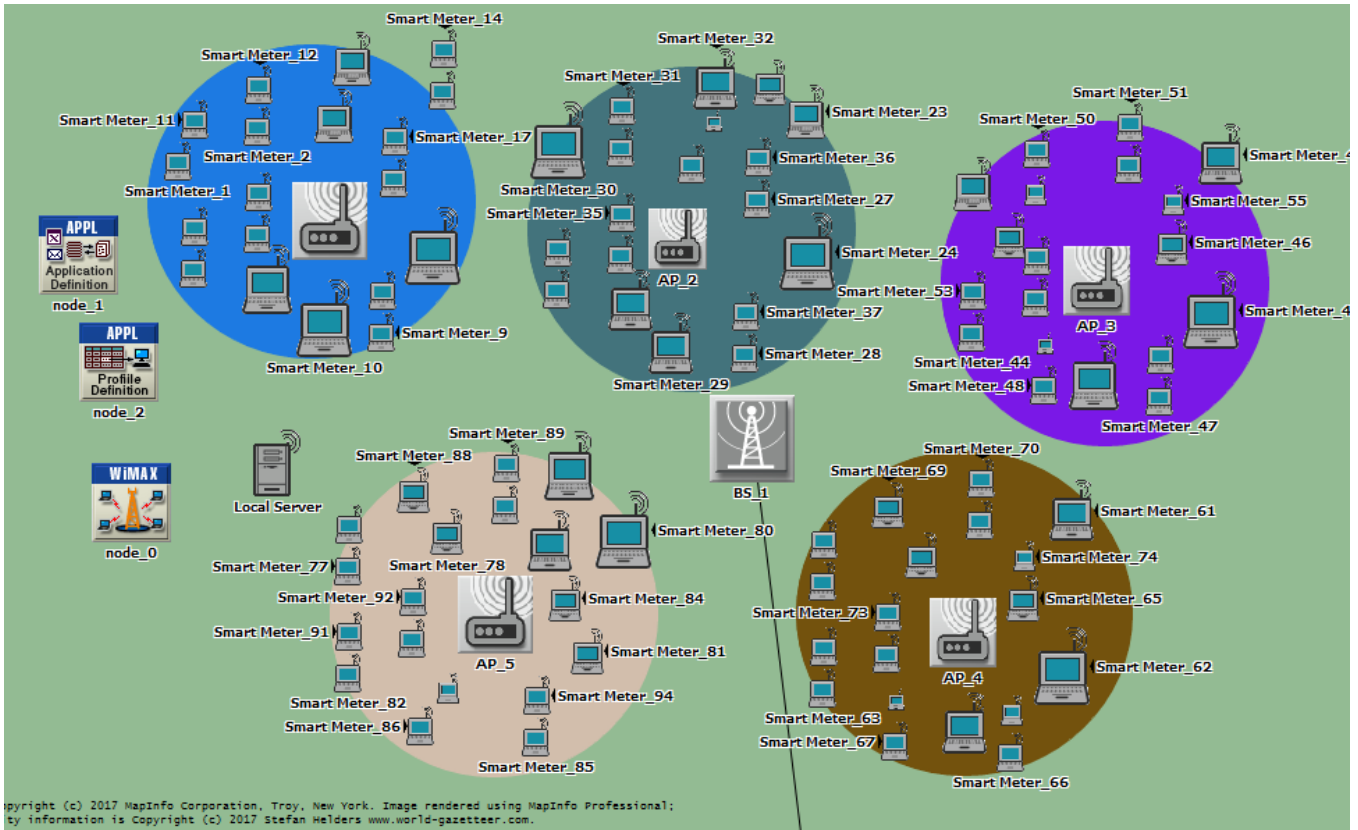 Smart Meter_14
Smart Meter_12
Smart Meter_11
Smart Meter_17
Smart Meter_2
Smart Meter_1
Smart Meter_9
Smart Meter_10
Smart Meter_32
Smart Meter_31
Smart Meter_23
Smart Meter_36
Smart Meter_30
Smart Meter_27
Smart Meter_35
Smart Meter_24
AP_2
Smart Meter_37
Smart Meter_28
Smart Meter_29
Smart Meter_51
Smart Meter_50
Smart Meter_4
Smart Meter_55
Smart Meter_46
Smart Meter_53
Smart Meter_4
AP_3
Smart Meter_44
Smart Meter_48
Smart Meter_47
APPL
Application
Definition
node_1
APPL
Profille
Definition
node_2
WiMAX
node_0
Local Server
BS_1
Smart Meter_89
Smart Meter_88
Smart Meter_80
Smart Meter_77
Smart Meter_78
Smart Meter_92
Smart Meter_84
Smart Meter_91
Smart Meter_81
AP_5
Smart Meter_82
Smart Meter_94
Smart Meter_86
Smart Meter_85
Smart Meter_70
Smart Meter_69
Smart Meter_61
Smart Meter_74
Smart Meter_65
Smart Meter_73
Smart Meter_62
AP_4
Smart Meter_63
Smart Meter_67
Smart Meter_66
opyright (c) 2017 MapInfo Corporation, Troy, New York. Image rendered using MapInfo Professional;
ty information is Copyright (c) 2017 Stefan Helders www.world-gazetteer.com.